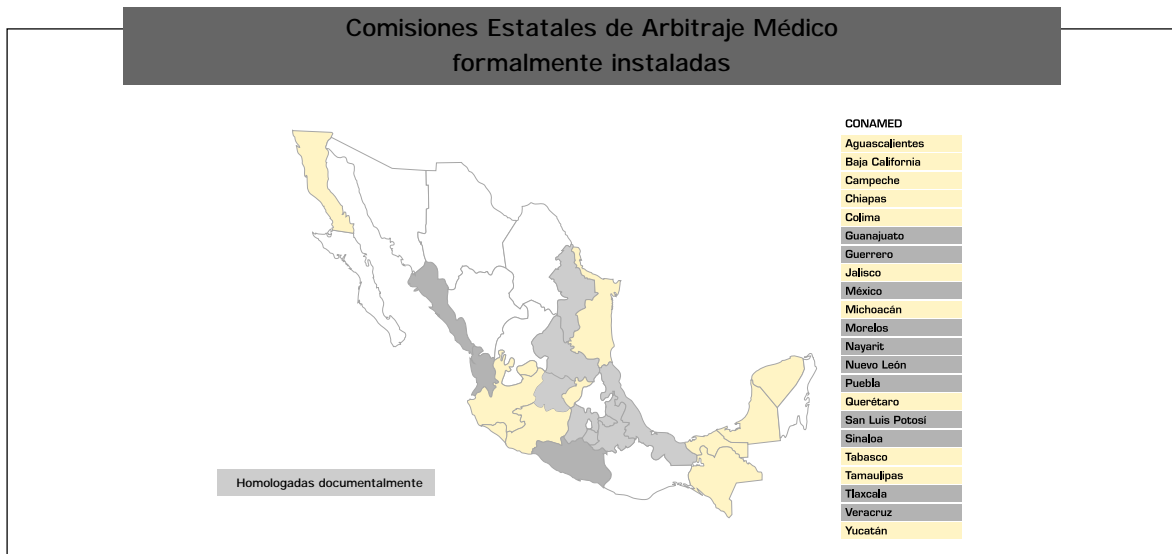 Comisiones Estatales de Arbitraje Médico
formalmente instaladas
CONAMED
Aguascalientes
Baja California
Campeche
Chiapas
Colima
Guanajuato
Guerrero
Jalisco
México
Michoacán
Morelos
Nayarit
Nuevo León
Puebla
Querétaro
San Luis Potosí
Sinaloa
Tabasco
Tamaulipas
Tlaxcala
Veracruz
Yucatán
Homologadas documentalmente